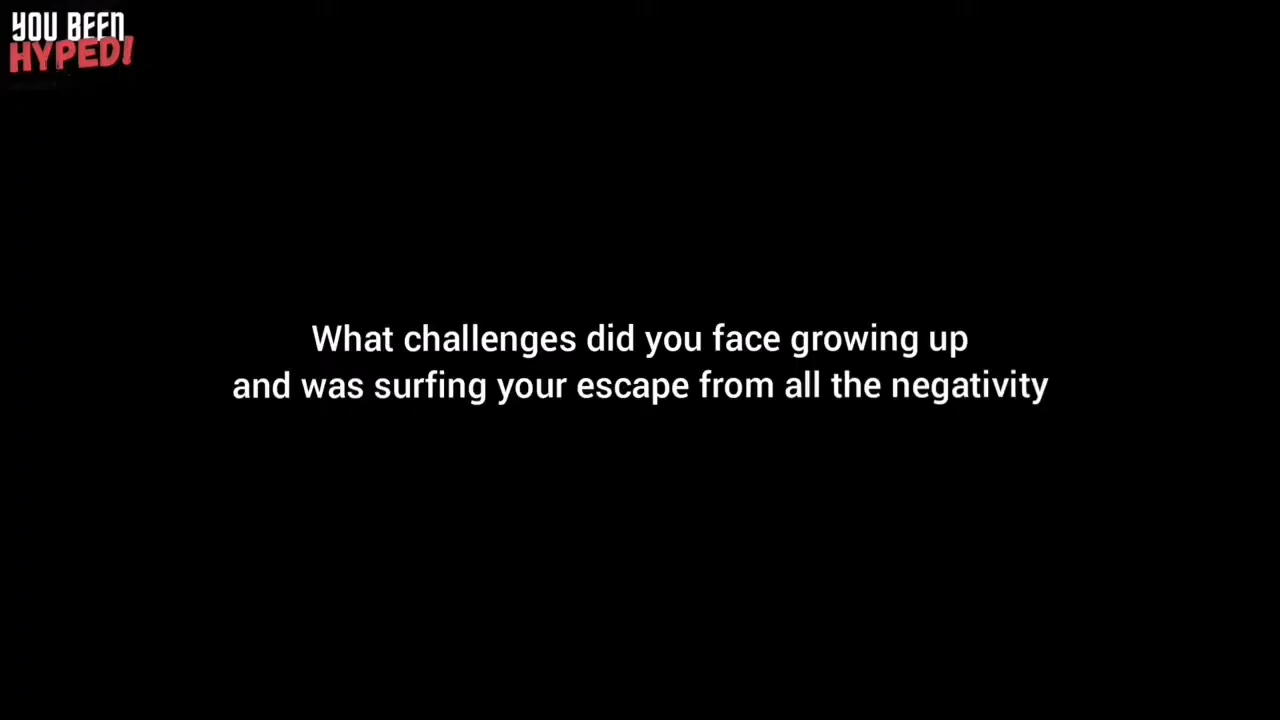 YOU BEEN
HYPED!
What challenges did you face growing up
and was surfing your escape from all the negativity